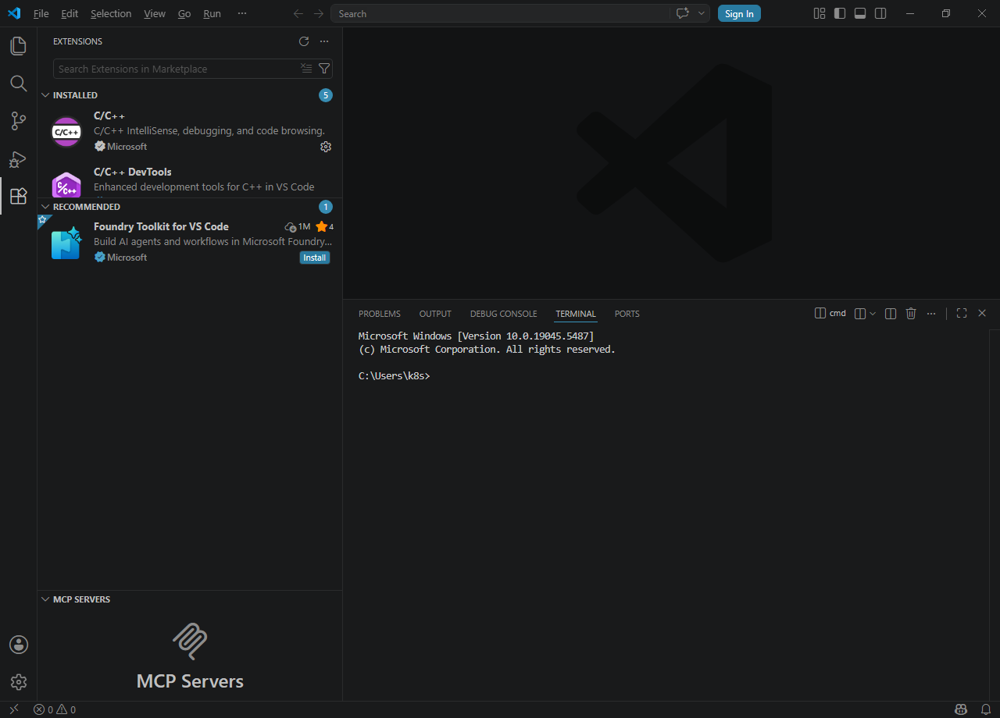 File Edit Selection View Go Run ··· Search Sign In
EXTENSIONS
Search Extensions in Marketplace
INSTALLED 5
C/C++
C/C++
C/C++ IntelliSense, debugging, and code browsing.
Microsoft
C/C++ DevTools
C/C++
Enhanced development tools for C++ in VS Code
RECOMMENDED 1
Foundry Toolkit for VS Code 1M 4
Build AI agents and workflows in Microsoft Foundry...
Microsoft Install
MCP SERVERS
MCP Servers
PROBLEMS OUTPUT DEBUG CONSOLE TERMINAL PORTS cmd
Microsoft Windows [Version 10.0.19045.5487]
(c) Microsoft Corporation. All rights reserved.
C:\Users\k8s>
0 0